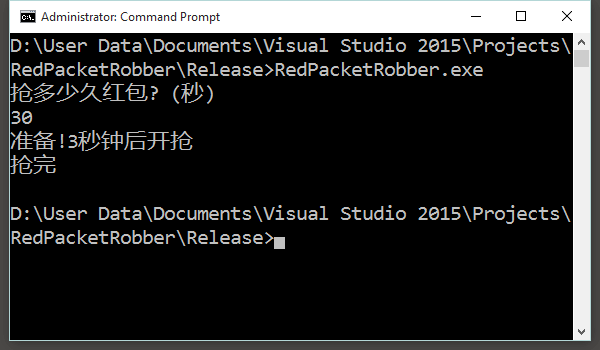 Administrator: Command Prompt
D:\User Data\Documents\Visual Studio 2015\Projects\
RedPacketRobber\Release>RedPacketRobber.exe
抢多少久红包? (秒)
30
准备!3秒钟后开抢
抢完
D:\User Data\Documents\Visual Studio 2015\Projects\
RedPacketRobber\Release>